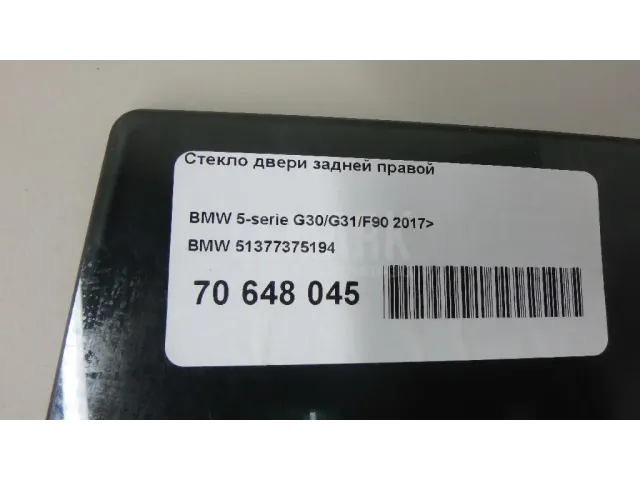 Стекло двери задней правой
BMW 5-serie G30/G31/F90 2017>
BMW 51377375194
70 648 045